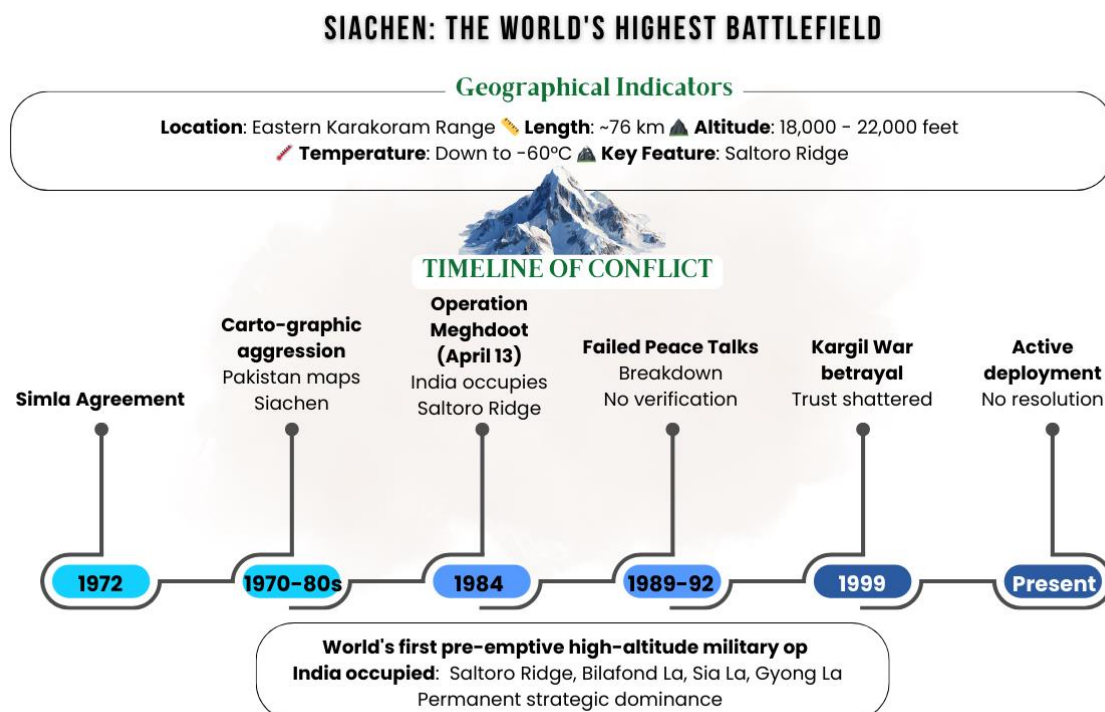 SIACHEN: THE WORLD'S HIGHEST BATTLEFIELD
Geographical Indicators
Location: Eastern Karakoram Range Length: ~76 km Altitude: 18,000 - 22,000 feet
Temperature: Down to -60°C Key Feature: Saltoro Ridge
TIMELINE OF CONFLICT
Simla Agreement
Carto-graphic
aggression
Pakistan maps
Siachen
Operation
Meghdoot
(April 13)
India occupies
Saltoro Ridge
Failed Peace Talks
Breakdown
No verification
Kargil War
betrayal
Trust shattered
Active
deployment
No resolution
1972
1970-80s
1984
1989-92
1999
Present
World's first pre-emptive high-altitude military op
India occupied: Saltoro Ridge, Bilafond La, Sia La, Gyong La
Permanent strategic dominance